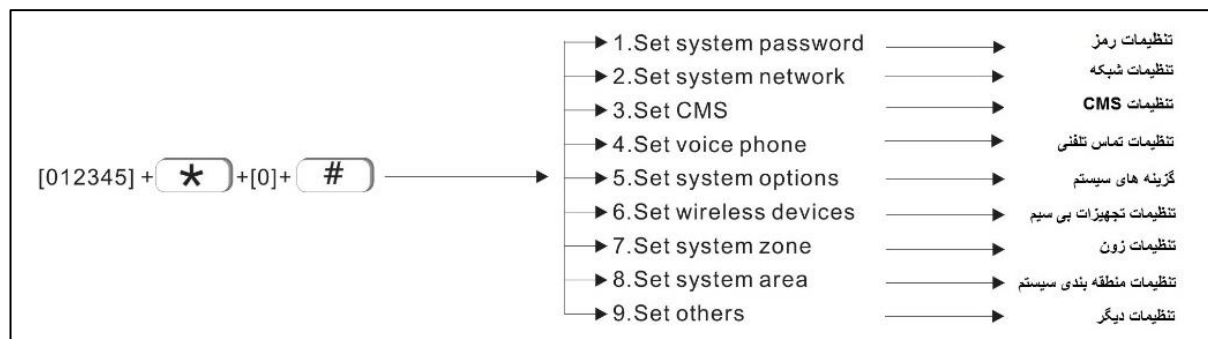 1.Set system password تنظیمات رمز
2.Set system network تنظیمات شبکه
3.Set CMS تنظیمات CMS
4.Set voice phone تنظیمات تماس تلفنی
[012345] + * +[0]+ # 5.Set system options گزینه های سیستم
6.Set wireless devices تنظیمات تجهیزات بی سیم
7.Set system zone تنظیمات زون
8.Set system area تنظیمات منطقه بندی سیستم
9.Set others تنظیمات دیگر